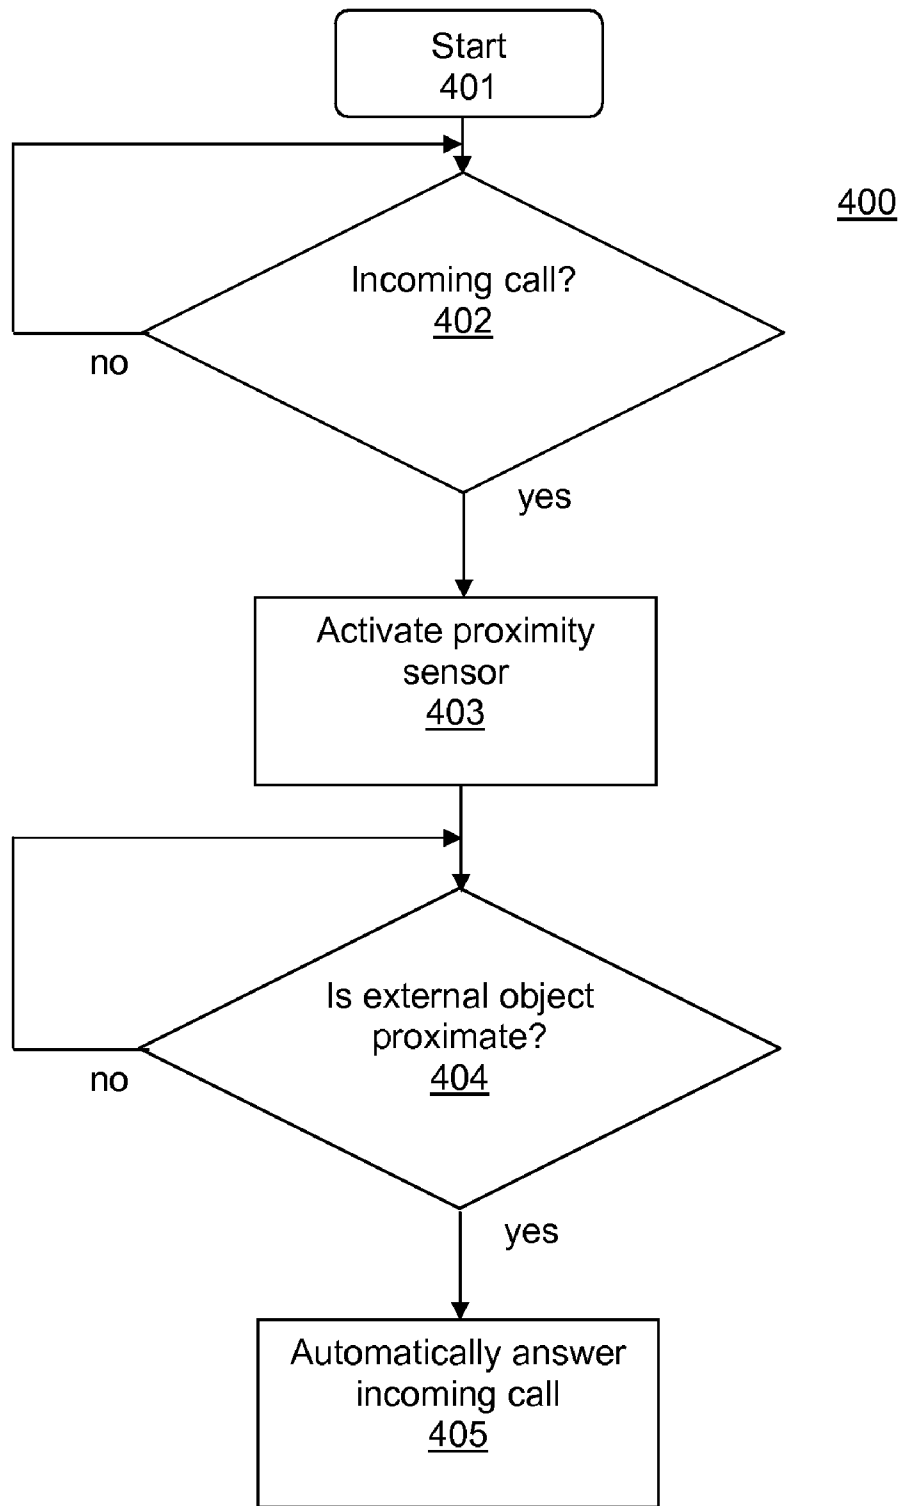 Start
401
400
Incoming call?
402
no
yes
Activate proximity
sensor
403
Is external object
proximate?
404
no
yes
Automatically answer
incoming call
405